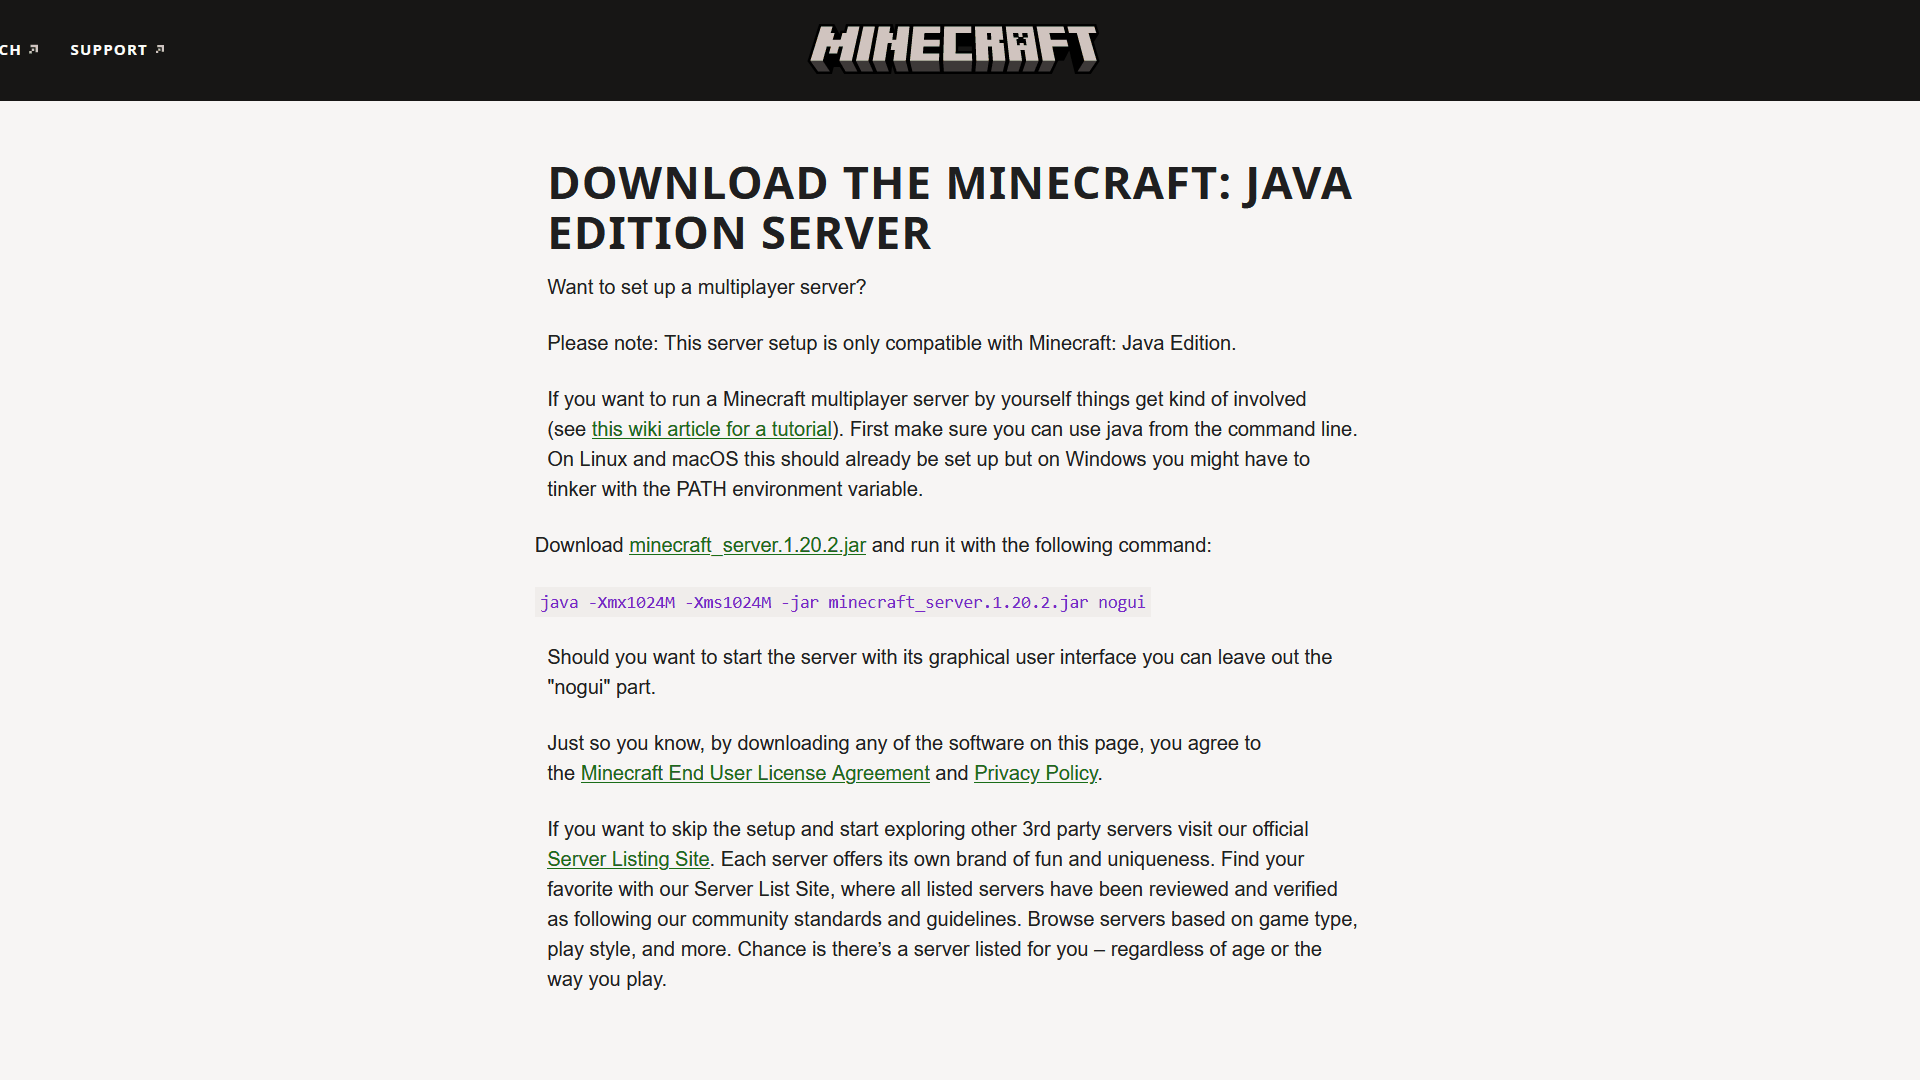 CH
SUPPORT
MINECRAFT
DOWNLOAD THE MINECRAFT: JAVA
EDITION SERVER
Want to set up a multiplayer server?
Please note: This server setup is only compatible with Minecraft: Java Edition.
If you want to run a Minecraft multiplayer server by yourself things get kind of involved
(see this wiki article for a tutorial). First make sure you can use java from the command line.
On Linux and macOS this should already be set up but on Windows you might have to
tinker with the PATH environment variable.
Download minecraft_server.1.20.2.jar and run it with the following command:
java -Xmx1024M -Xms1024M -jar minecraft_server.1.20.2.jar nogui
Should you want to start the server with its graphical user interface you can leave out the
"nogui" part.
Just so you know, by downloading any of the software on this page, you agree to
the Minecraft End User License Agreement and Privacy Policy.
If you want to skip the setup and start exploring other 3rd party servers visit our official
Server Listing Site. Each server offers its own brand of fun and uniqueness. Find your
favorite with our Server List Site, where all listed servers have been reviewed and verified
as following our community standards and guidelines. Browse servers based on game type,
play style, and more. Chance is there’s a server listed for you – regardless of age or the
way you play.